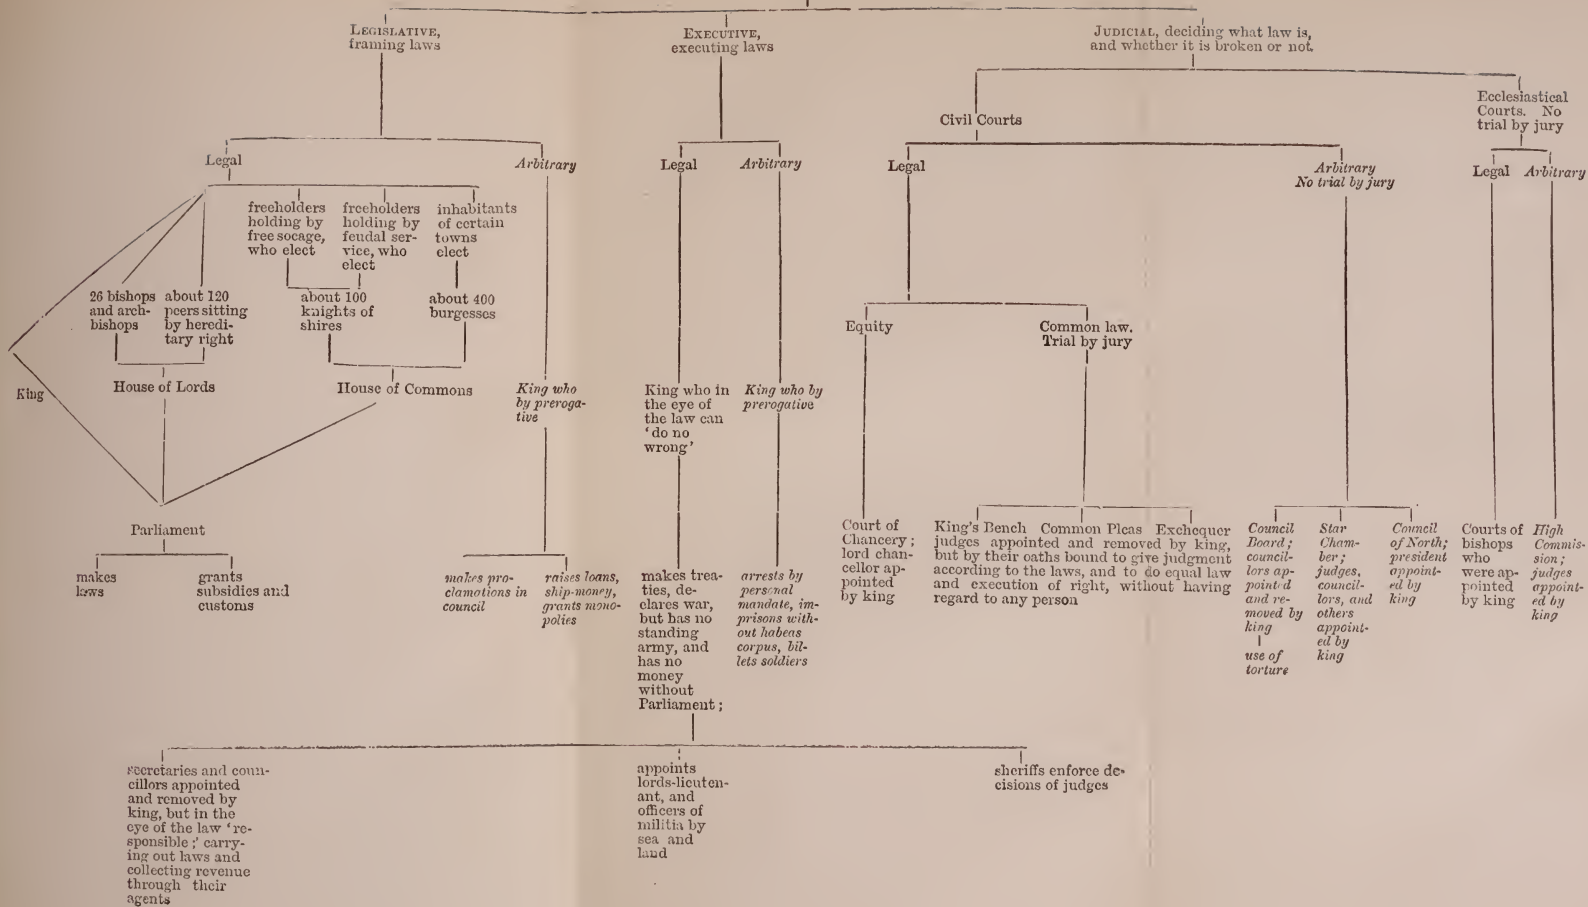 LEGISLATIVE,
framing laws
EXECUTIVE,
executing laws
JUDICIAL, deciding what law is,
and whether it is broken or not
Civil Courts
Ecclesiastical
Courts. No
trial by jury
Legal
Arbitrary
Legal
Arbitrary
Legal
Arbitrary
No trial by jury
Legal
Arbitrary
freeholders
holding by
free socage,
who elect
freeholders
holding by
feudal ser-
vice, who
elect
inhabitants
of certain
towns
elect
26 bishops
and arch-
bishops
about 120
peers sitting
by heredi-
tary right
about 100
knights of
shires
about 400
burgesses
Equity
Common law.
Trial by jury
King
House of Lords
House of Commons
King who
by preroga-
tive
King who in
the eye of
the law can
‘do no
wrong’
King who by
prerogative
Parliament
makes
laws
grants
subsidies and
customs
makes pro-
clamations in
council
raises loans,
ship-money,
grants mono-
polies
makes trea-
ties, de-
clares war,
but has no
standing
army, and
has no
money
without
Parliament;
arrests by
personal
mandate, im-
prisons with-
out habeas
corpus, bil-
lets soldiers
Court of
Chancery;
lord chan-
cellor ap-
pointed
by king
King's Bench Common Pleas Exchequer
judges appointed and removed by king,
but by their oaths bound to give judgment
according to the laws, and to do equal law
and execution of right, without having
regard to any person
Council
Board;
council-
lors ap-
pointed
and re-
moved by
king
use of
torture
Star
Cham-
ber;
judges,
council-
lors, and
others
appoint-
ed by
king
Council
of North;
president
appoint-
ed by
king
Courts of
bishops
who
were ap-
pointed
by king
High
Commis-
sion;
judges
appoint-
ed by
king
secretaries and coun-
cillors appointed
and removed by
king, but in the
eye of the law ‘re-
sponsible;’ carry-
ing out laws and
collecting revenue
through their
agents
appoints
lords-lieuten-
ant, and
officers of
militia by
sea and
land
sheriffs enforce de-
cisions of judges